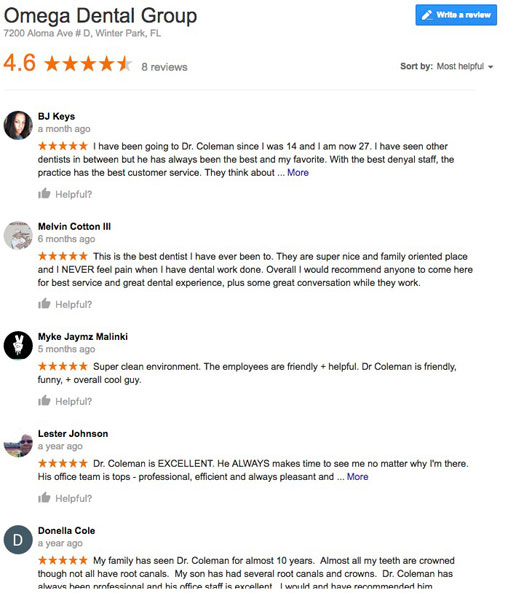 Omega Dental Group
Write a review
7200 Aloma Ave # D, Winter Park, FL
4.6 8 reviews
Sort by: Most helpful
BJ Keys
a month ago
I have been going to Dr. Coleman since I was 14 and I am now 27. I have seen other
dentists in between but he has always been the best and my favorite. With the best denyal staff, the
practice has the best customer service. They think about ... More
Helpful?
Melvin Cotton III
6 months ago
This is the best dentist I have ever been to. They are super nice and family oriented place
and I NEVER feel pain when I have dental work done. Overall I would recommend anyone to come here
for best service and great dental experience, plus some great conversation while they work.
Helpful?
Myke Jaymz Malinki
5 months ago
Super clean environment. The employees are friendly + helpful. Dr Coleman is friendly,
funny, + overall cool guy.
Helpful?
Lester Johnson
a year ago
Dr. Coleman is EXCELLENT. He ALWAYS makes time to see me no matter why I'm there.
His office team is tops - professional, efficient and always pleasant and ... More
Helpful?
D
Donella Cole
a year ago
My family has seen Dr. Coleman for almost 10 years. Almost all my teeth are crowned
though not all have root canals. My son has had several root canals and crowns. Dr. Coleman has
always been professional and his office staff is excellent. I would and have recommended him